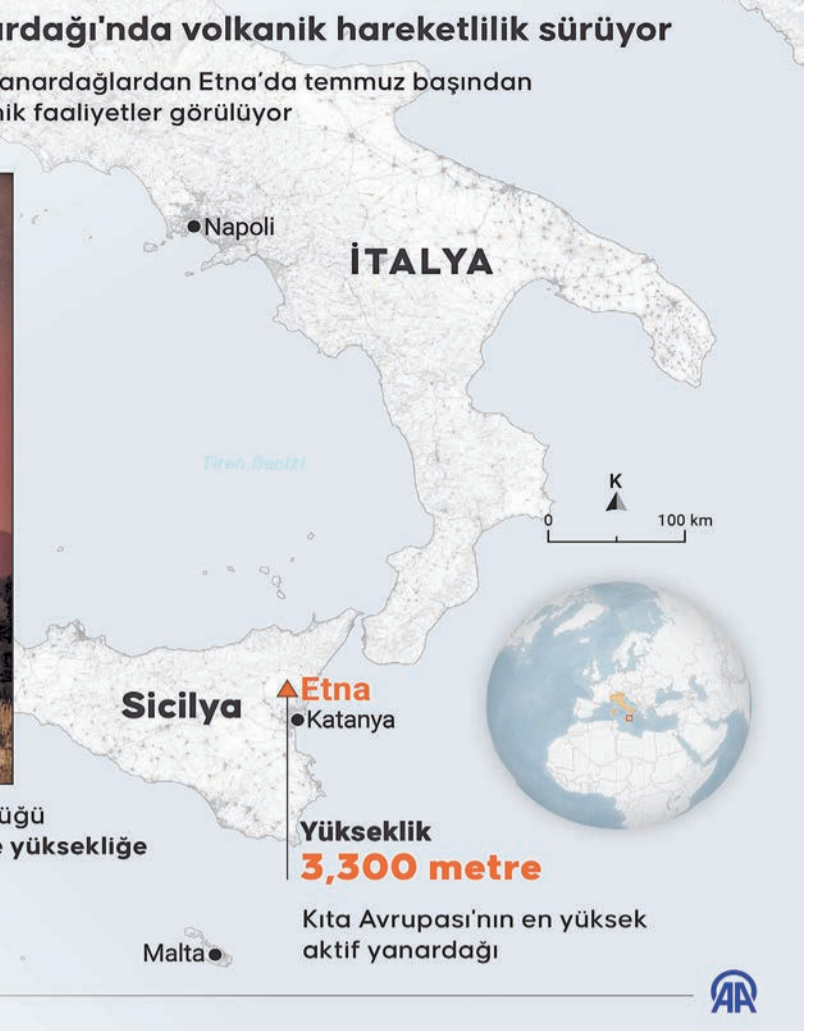 ardağı'nda volkanik hareketlilik sürüyor
anardağlardan Etna’da temmuz başından
ik faaliyetler görülüyor
Napoli
İTALYA
Tiren Denizi
K
0 100 km
Etna
Sicilya
Katanya
üğü
e yüksekliğe
Yükseklik
3,300 metre
Kıta Avrupası'nın en yüksek
aktif yanardağı
Malta
AA